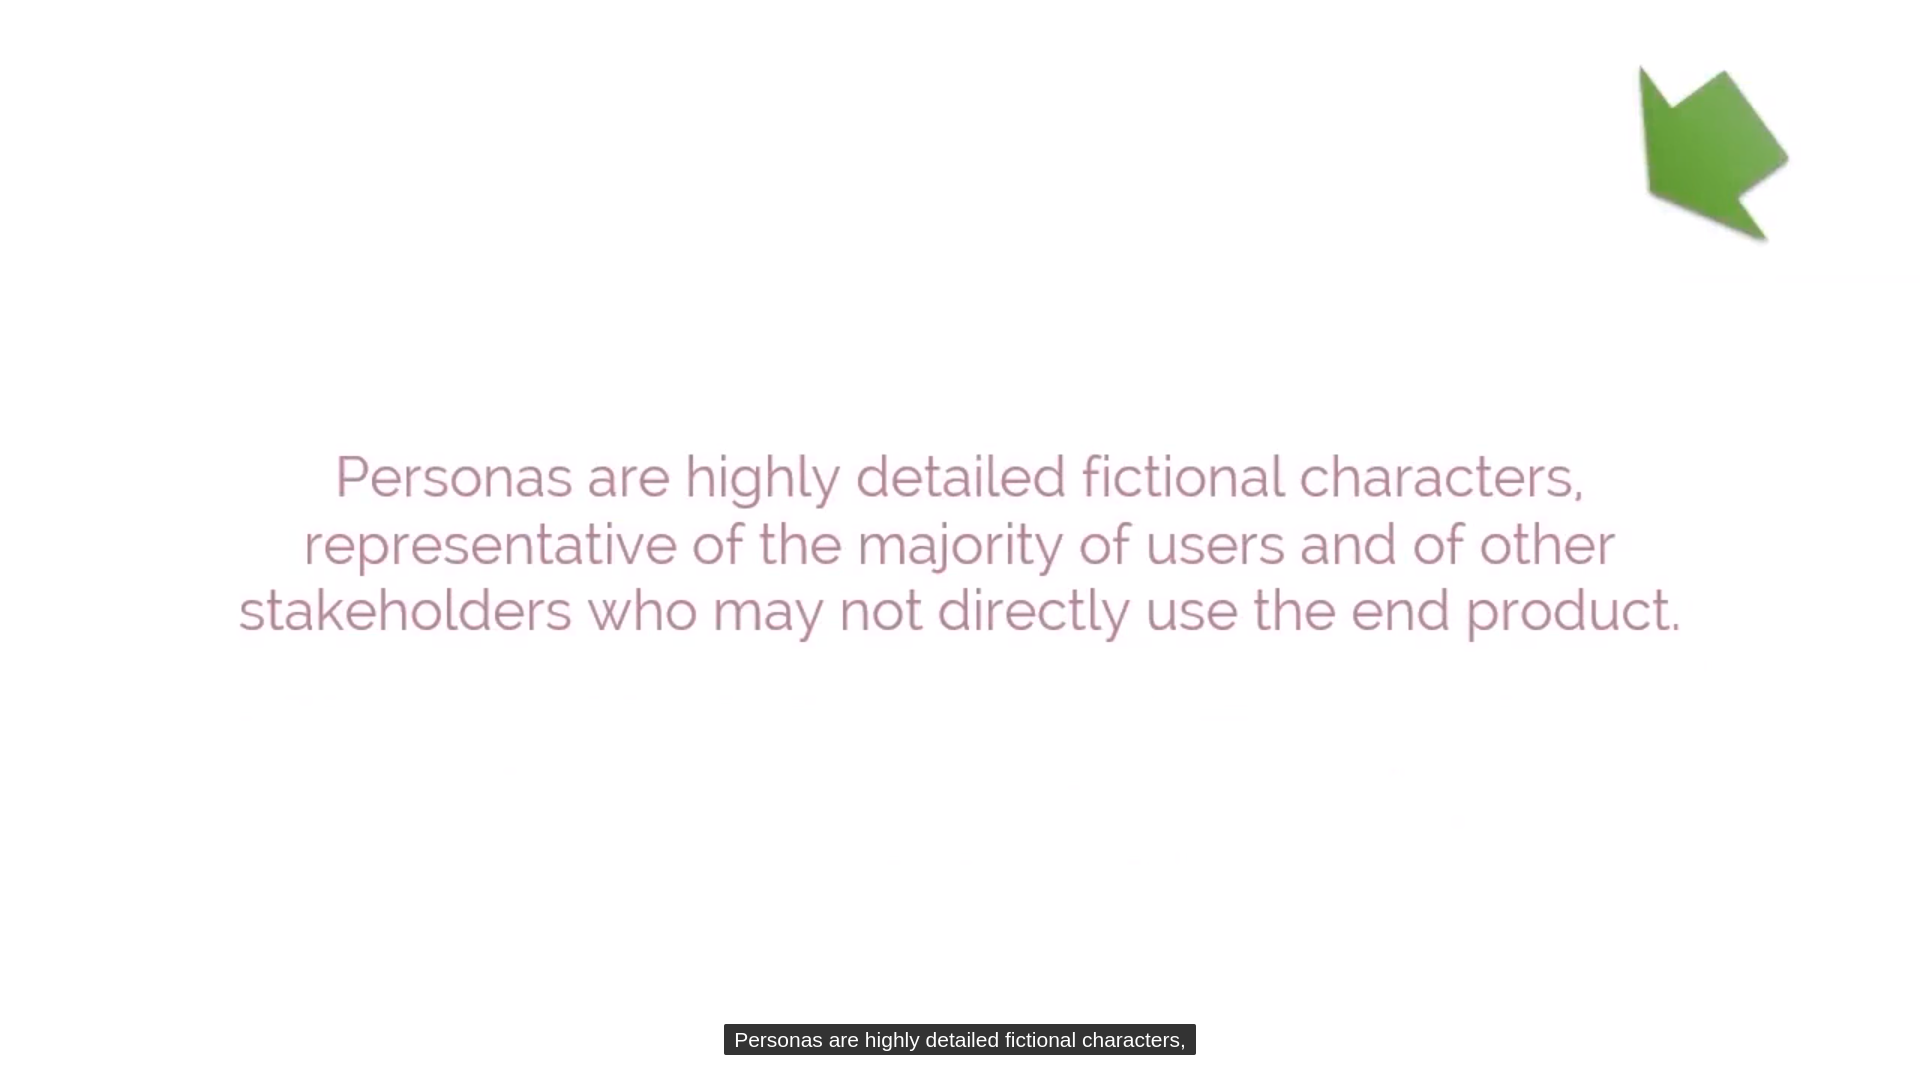 Personas are highly detailed fictional characters,
representative of the majority of users and of other
stakeholders who may not directly use the end product.
Personas are highly detailed fictional characters,